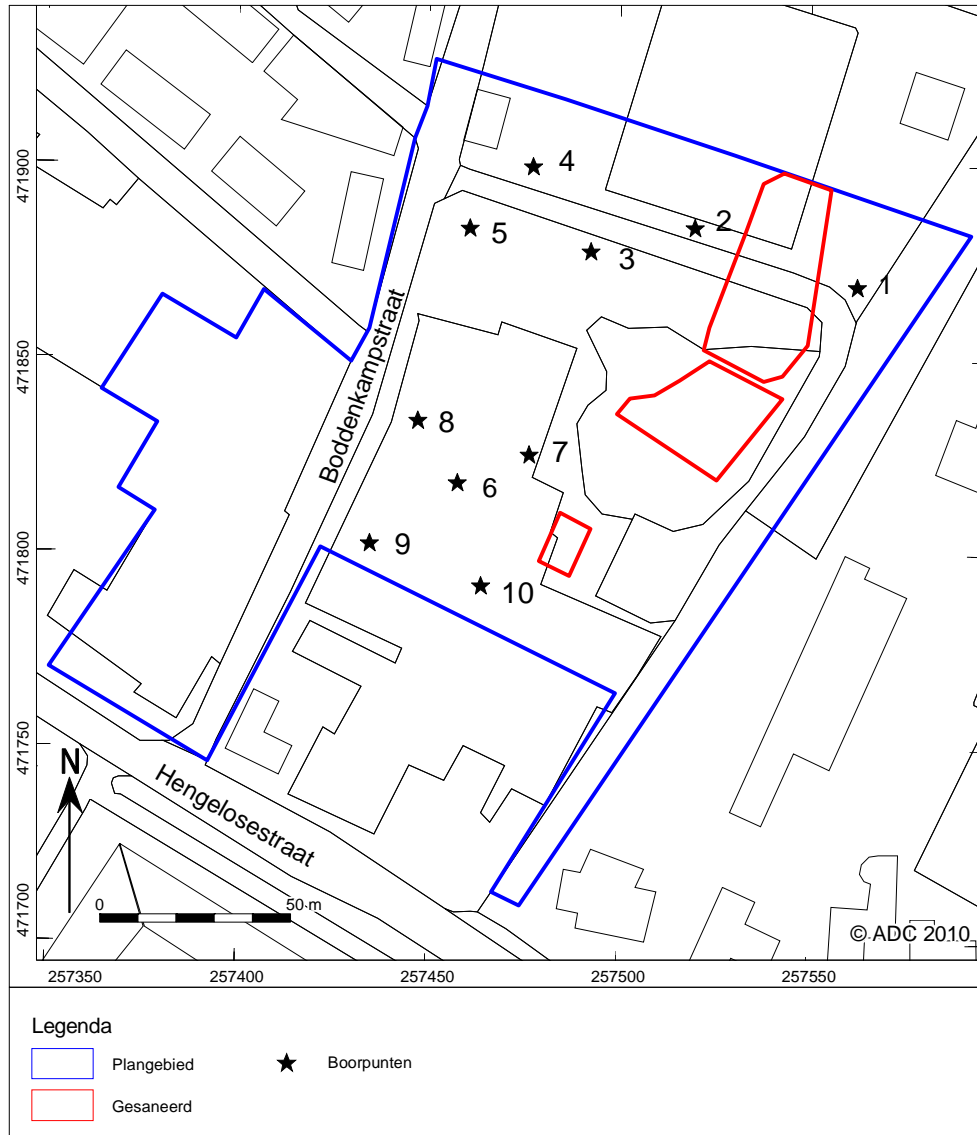 471900
471850
471800
471750
471700
4
2
5
3
1
8
7
6
9
10
Boddenkampstraat
Hengelosestraat
N
0 50 m
© ADC 2010
257350 257400 257450 257500 257550
Legenda
Plangebied
Boorpunten
Gesaneerd